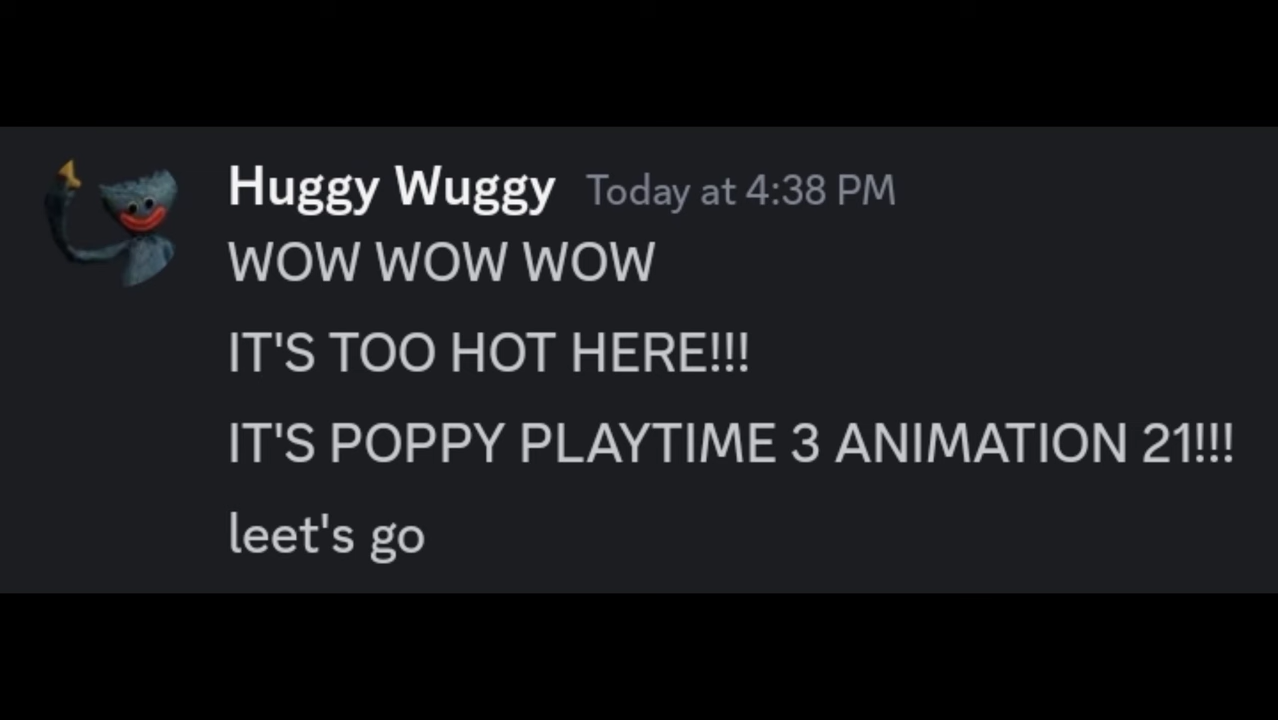 Huggy Wuggy Today at 4:38 PM
WOW WOW WOW
IT'S TOO HOT HERE!!!
IT'S POPPY PLAYTIME 3 ANIMATION 21!!!
leet's go